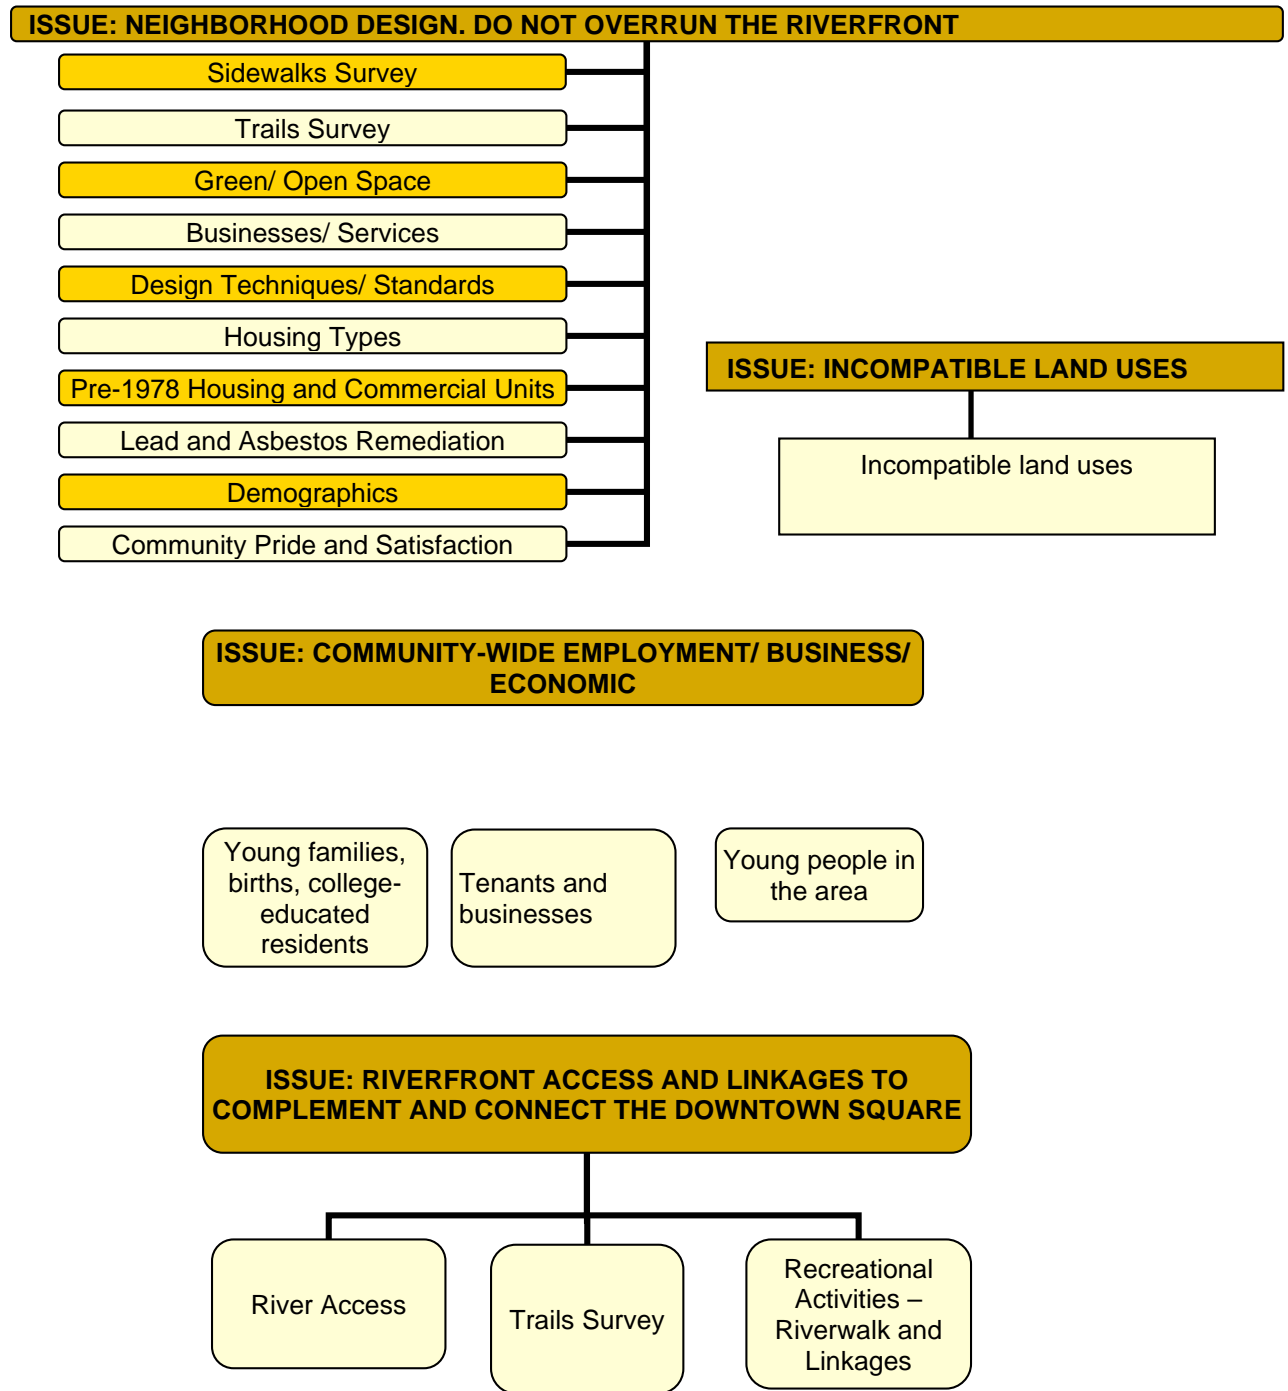 ISSUE: NEIGHBORHOOD DESIGN. DO NOT OVERRUN THE RIVERFRONT
Sidewalks Survey
Trails Survey
Green/ Open Space
Businesses/ Services
Design Techniques/ Standards
Housing Types
Pre-1978 Housing and Commercial Units
Lead and Asbestos Remediation
Demographics
Community Pride and Satisfaction
ISSUE: INCOMPATIBLE LAND USES
Incompatible land uses
ISSUE: COMMUNITY-WIDE EMPLOYMENT/ BUSINESS/
ECONOMIC
Young families,
births, college-
educated
residents
Tenants and
businesses
Young people in
the area
ISSUE: RIVERFRONT ACCESS AND LINKAGES TO
COMPLEMENT AND CONNECT THE DOWNTOWN SQUARE
River Access
Trails Survey
Recreational
Activities –
Riverwalk and
Linkages